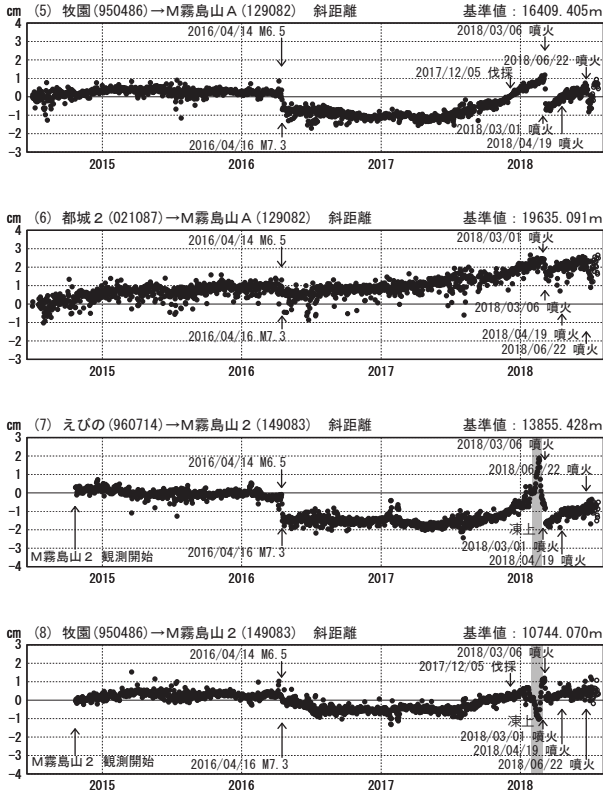 cm (5) 牧園(950486)→M霧島山A(129082) 斜距離 基準値:16409.405m
4
3
2
1
0
-1
-2
-3
2016/04/14 M6.5
2018/03/06 噴火
2018/06/22 噴火
2017/12/05 伐採
2018/03/01 噴火
2016/04/16 M7.3
2018/04/19 噴火
2015 2016 2017 2018
cm (6) 都城2(021087)→M霧島山A(129082) 斜距離 基準値:19635.091m
4
3
2
1
0
-1
-2
-3
2016/04/14 M6.5
2018/03/01 噴火
2018/03/06 噴火
2016/04/16 M7.3
2018/04/19 噴火
2018/06/22 噴火
2015 2016 2017 2018
cm (7) えびの(960714)→M霧島山2(149083) 斜距離 基準値:13855.428m
3
2
1
0
-1
-2
-3
-4
2018/03/06 噴火
2016/04/14 M6.5
2018/06/22 噴火
凍上
2018/03/01 噴火
M霧島山2 観測開始
2016/04/16 M7.3
2018/04/19 噴火
2015 2016 2017 2018
cm (8) 牧園(950486)→M霧島山2(149083) 斜距離 基準値:10744.070m
3
2
1
0
-1
-2
-3
-4
2016/04/14 M6.5
2018/03/06 噴火
2017/12/05 伐採
凍上
2018/03/01 噴火
2018/04/19 噴火
M霧島山2 観測開始
2016/04/16 M7.3
2018/06/22 噴火
2015 2016 2017 2018